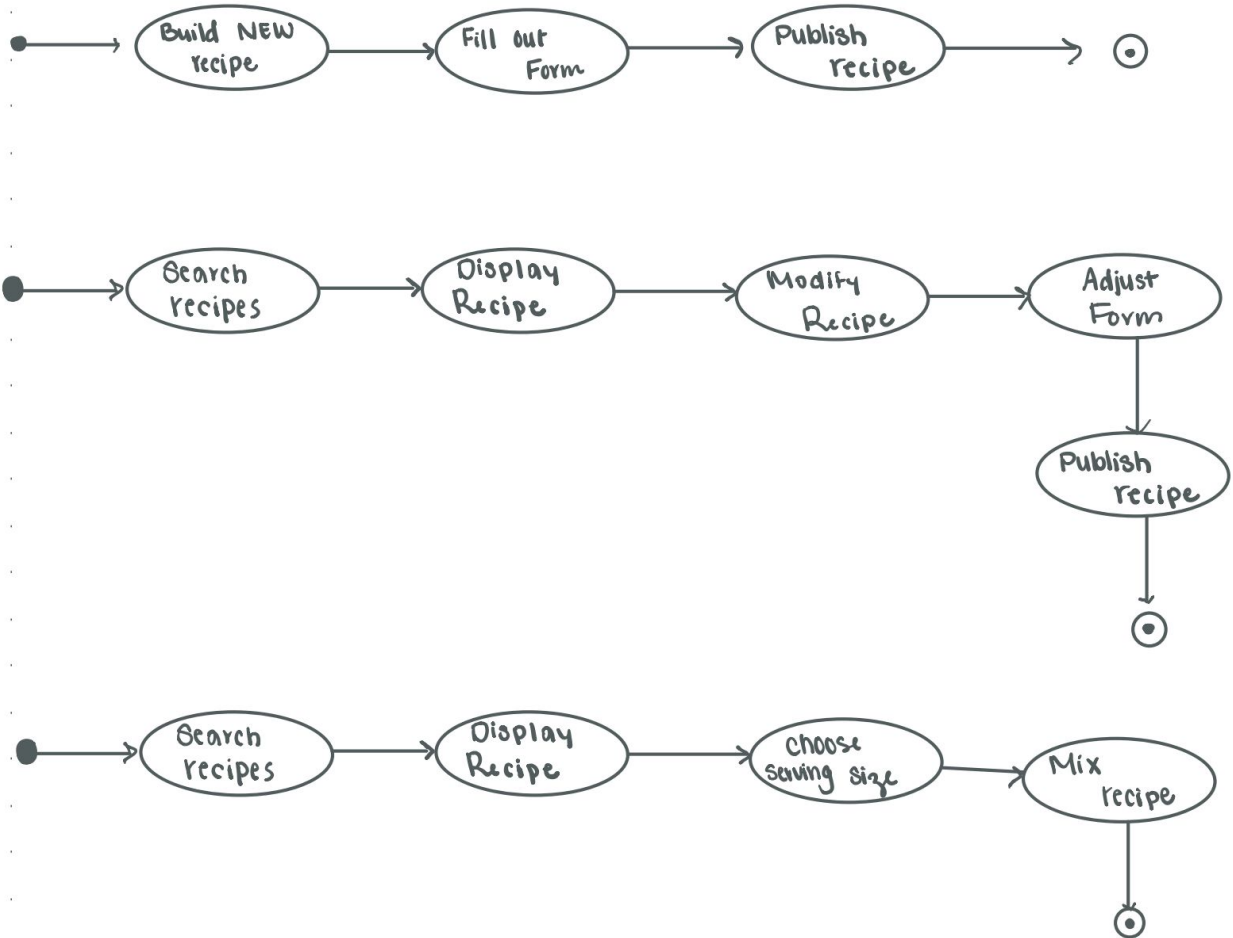 Build NEW
recipe
Fill out
Form
Publish
recipe
Search
recipes
Display
Recipe
Modify
Recipe
Adjust
Form
Publish
recipe
Search
recipes
Display
Recipe
choose
serving size
Mix
recipe